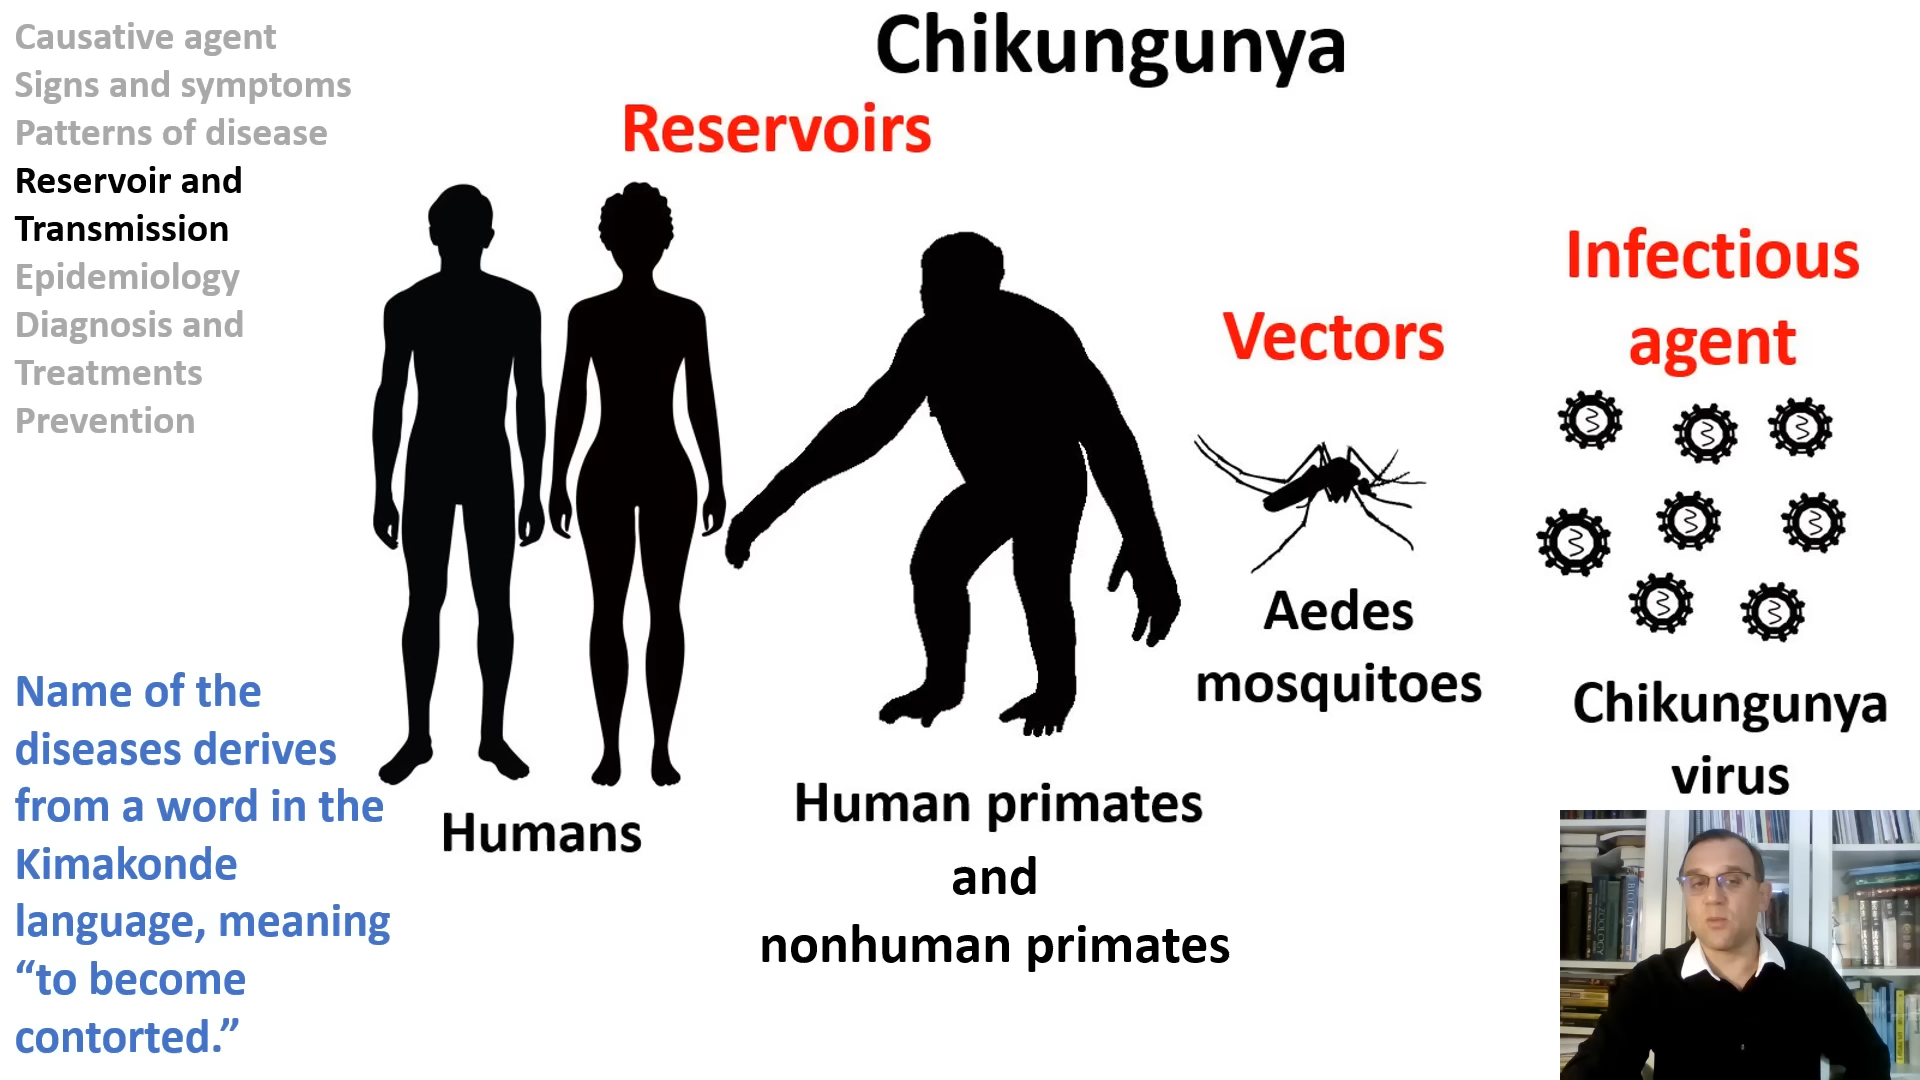 Causative agent
Signs and symptoms
Patterns of disease
Reservoir and
Transmission
Epidemiology
Diagnosis and
Treatments
Prevention
Name of the
diseases derives
from a word in the
Kimakonde
language, meaning
“to become
contorted.”
Chikungunya
Reservoirs
Humans
Human primates
and
nonhuman primates
Vectors
Aedes
mosquitoes
Infectious
agent
Chikungunya
virus
ZOOLOGY
BIOLOGY